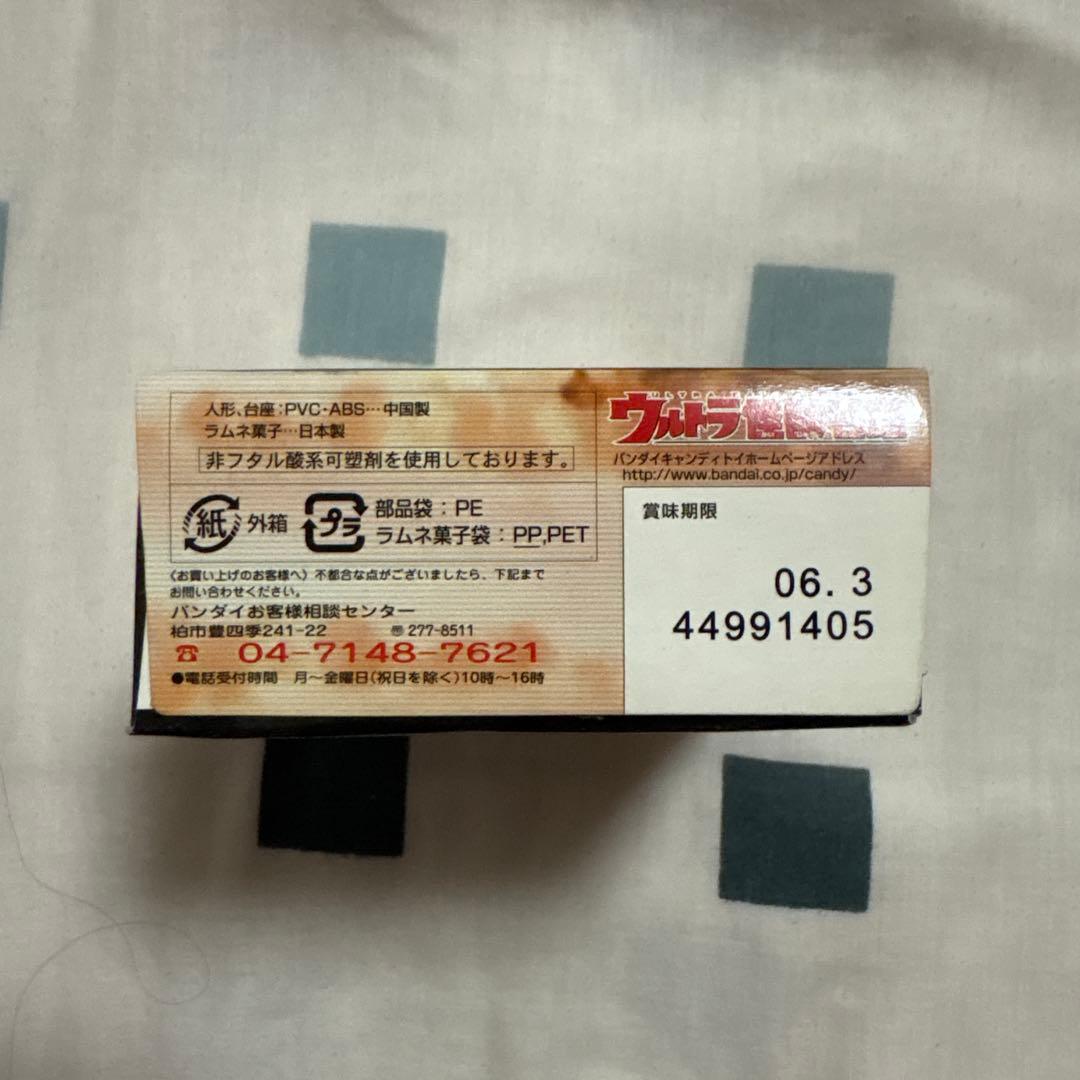 人形、台座:PVC・ABS…中国製
ラムネ菓子…日本製
非フタル酸系可塑剤を使用しております。
紙 外箱
プラ 部品袋:PE
ラムネ菓子袋:PP,PET
〈お買い上げのお客様へ〉不都合な点がございましたら、下記まで
お問い合わせください。
バンダイお客様相談センター
柏市豊四季241-22 〠277-8511
☎ 04-7148-7621
●電話受付時間 月〜金曜日(祝日を除く)10時〜16時
ULTRA
ウルトラ怪獣
バンダイキャンディトイホームページアドレス
http://www.bandai.co.jp/candy/
賞味期限
06. 3
44991405